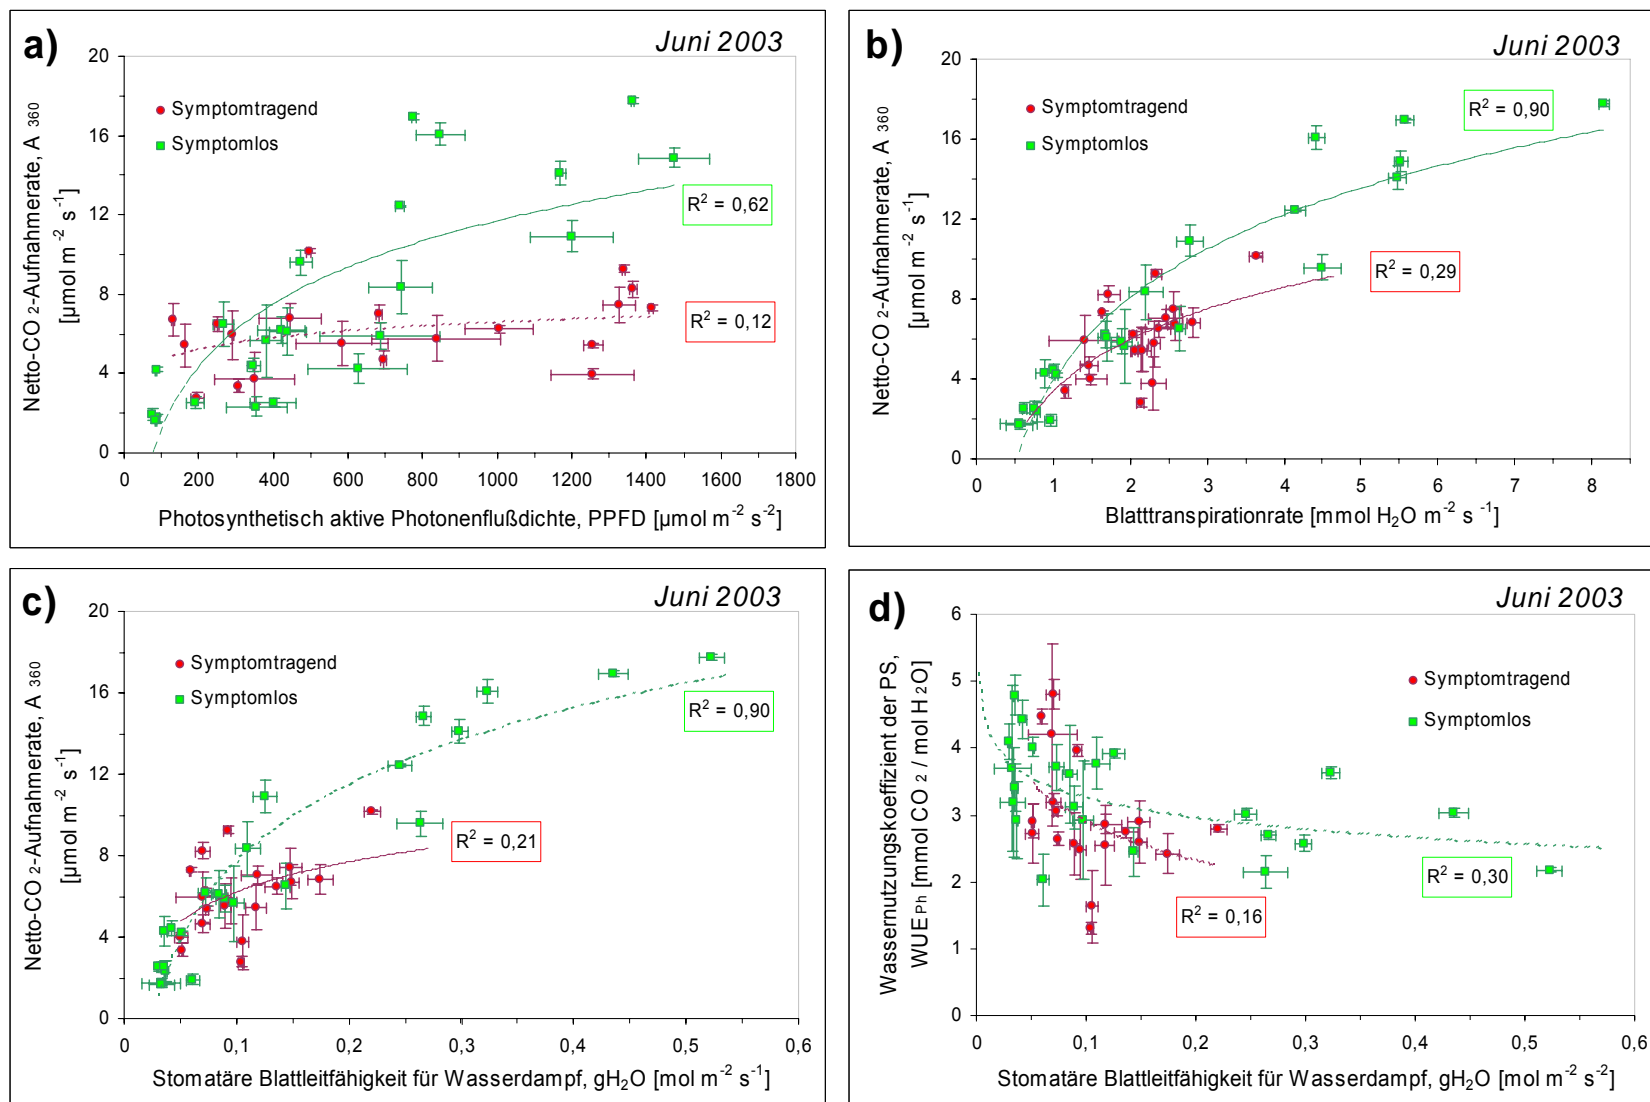 a)
Juni 2003
Netto-CO 2-Aufnahmerate, A 360
[µmol m-2 s-1]
20
16
12
8
4
0
Symptomtragend
Symptomlos
R2 = 0,62
R2 = 0,12
0 200 400 600 800 1000 1200 1400 1600 1800
Photosynthetisch aktive Photonenflußdichte, PPFD [µmol m-2 s-2]
b)
Juni 2003
Netto-CO 2-Aufnahmerate, A 360
[µmol m-2 s-1]
20
16
12
8
4
0
Symptomtragend
Symptomlos
R2 = 0,90
R2 = 0,29
0 1 2 3 4 5 6 7 8
Blatttranspirationrate [mmol H2O m-2 s-1]
c)
Juni 2003
Netto-CO 2-Aufnahmerate, A 360
[µmol m-2 s-1]
20
16
12
8
4
0
Symptomtragend
Symptomlos
R2 = 0,90
R2 = 0,21
0 0,1 0,2 0,3 0,4 0,5 0,6
Stomatäre Blattleitfähigkeit für Wasserdampf, gH2O [mol m-2 s-1]
d)
Juni 2003
Wassernutzungskoeffizient der PS,
WUE Ph [mmol CO 2 / mol H 2O]
6
5
4
3
2
1
0
Symptomtragend
Symptomlos
R2 = 0,30
R2 = 0,16
0 0,1 0,2 0,3 0,4 0,5 0,6
Stomatäre Blattleitfähigkeit für Wasserdampf, gH2O [mol m-2 s-2]